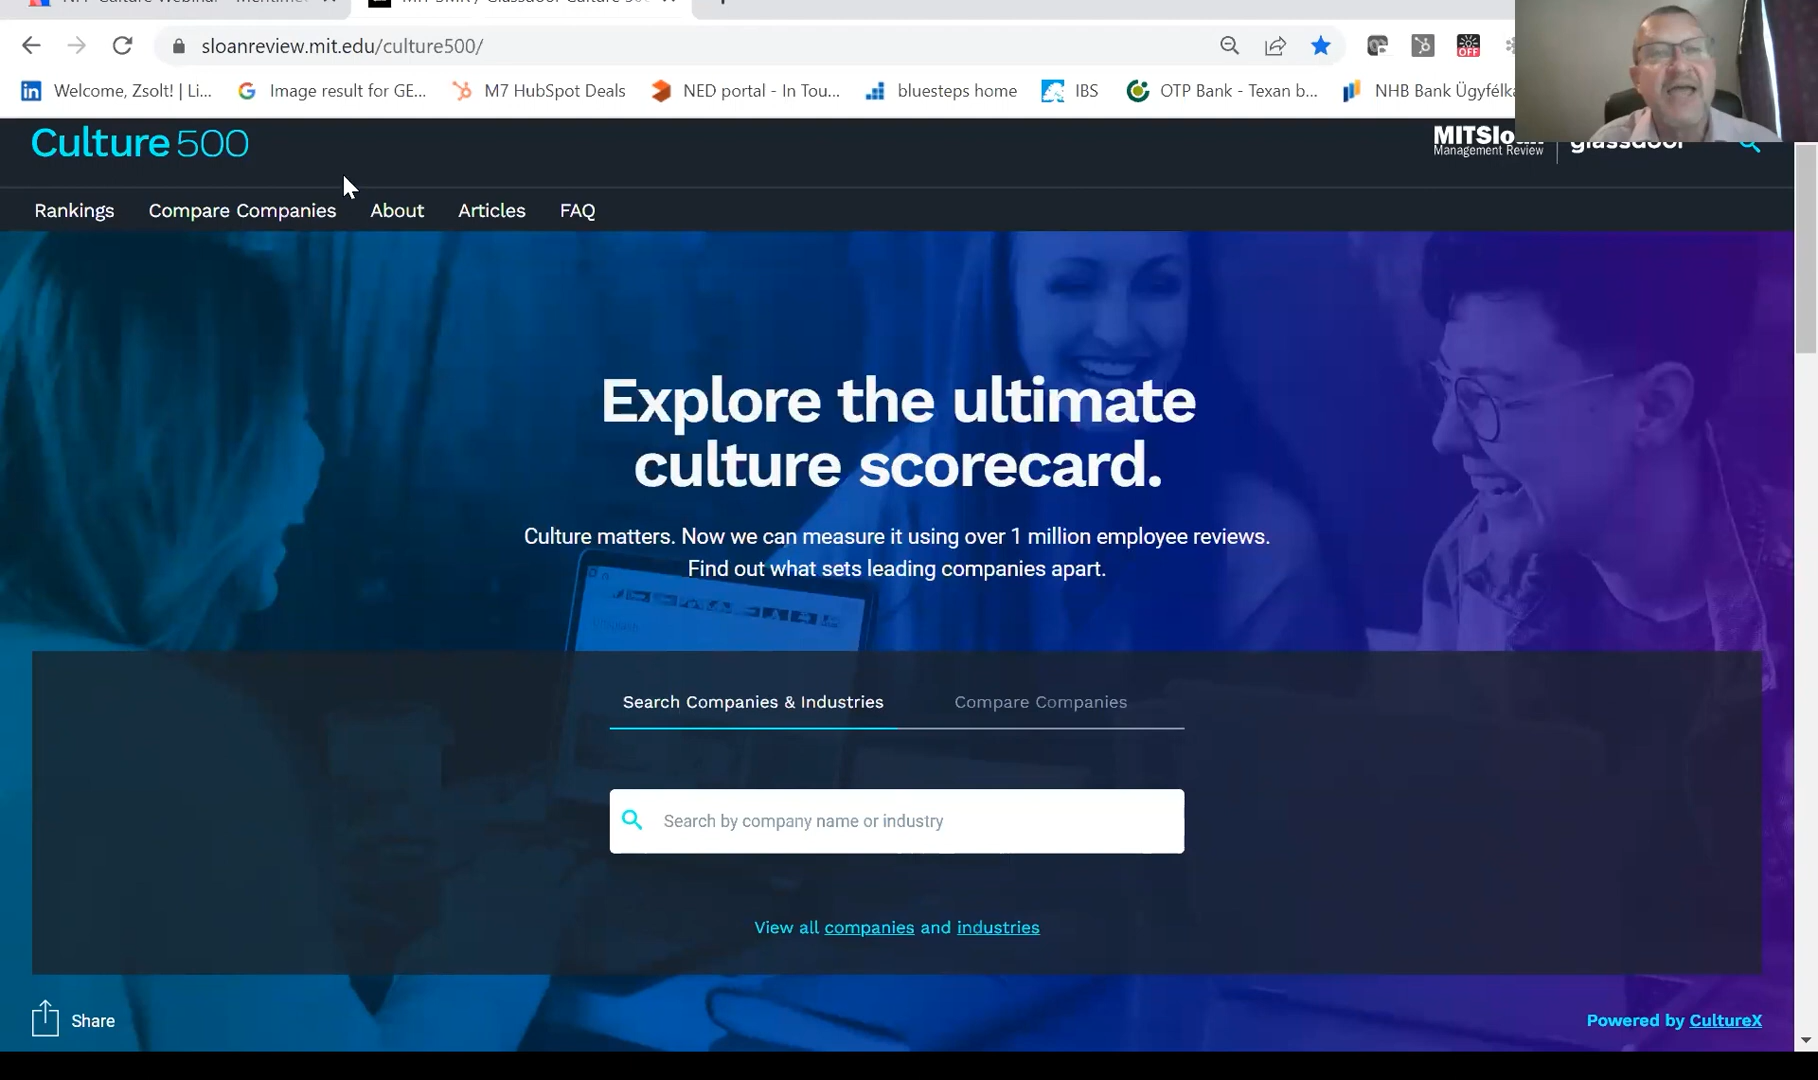 sloanreview.mit.edu/culture500/
OFF
Welcome, Zsolt! | Li...
Image result for GE...
M7 HubSpot Deals
NED portal - In Tou...
bluesteps home
IBS
OTP Bank - Texan b...
NHB Bank Ügyfélka
Culture 500
MITSlo
Management Review
glassdoor
Rankings
Compare Companies
About
Articles
FAQ
Explore the ultimate
culture scorecard.
Culture matters. Now we can measure it using over 1 million employee reviews.
Find out what sets leading companies apart.
Search Companies & Industries
Compare Companies
Search by company name or industry
View all companies and industries
Share
Powered by CultureX